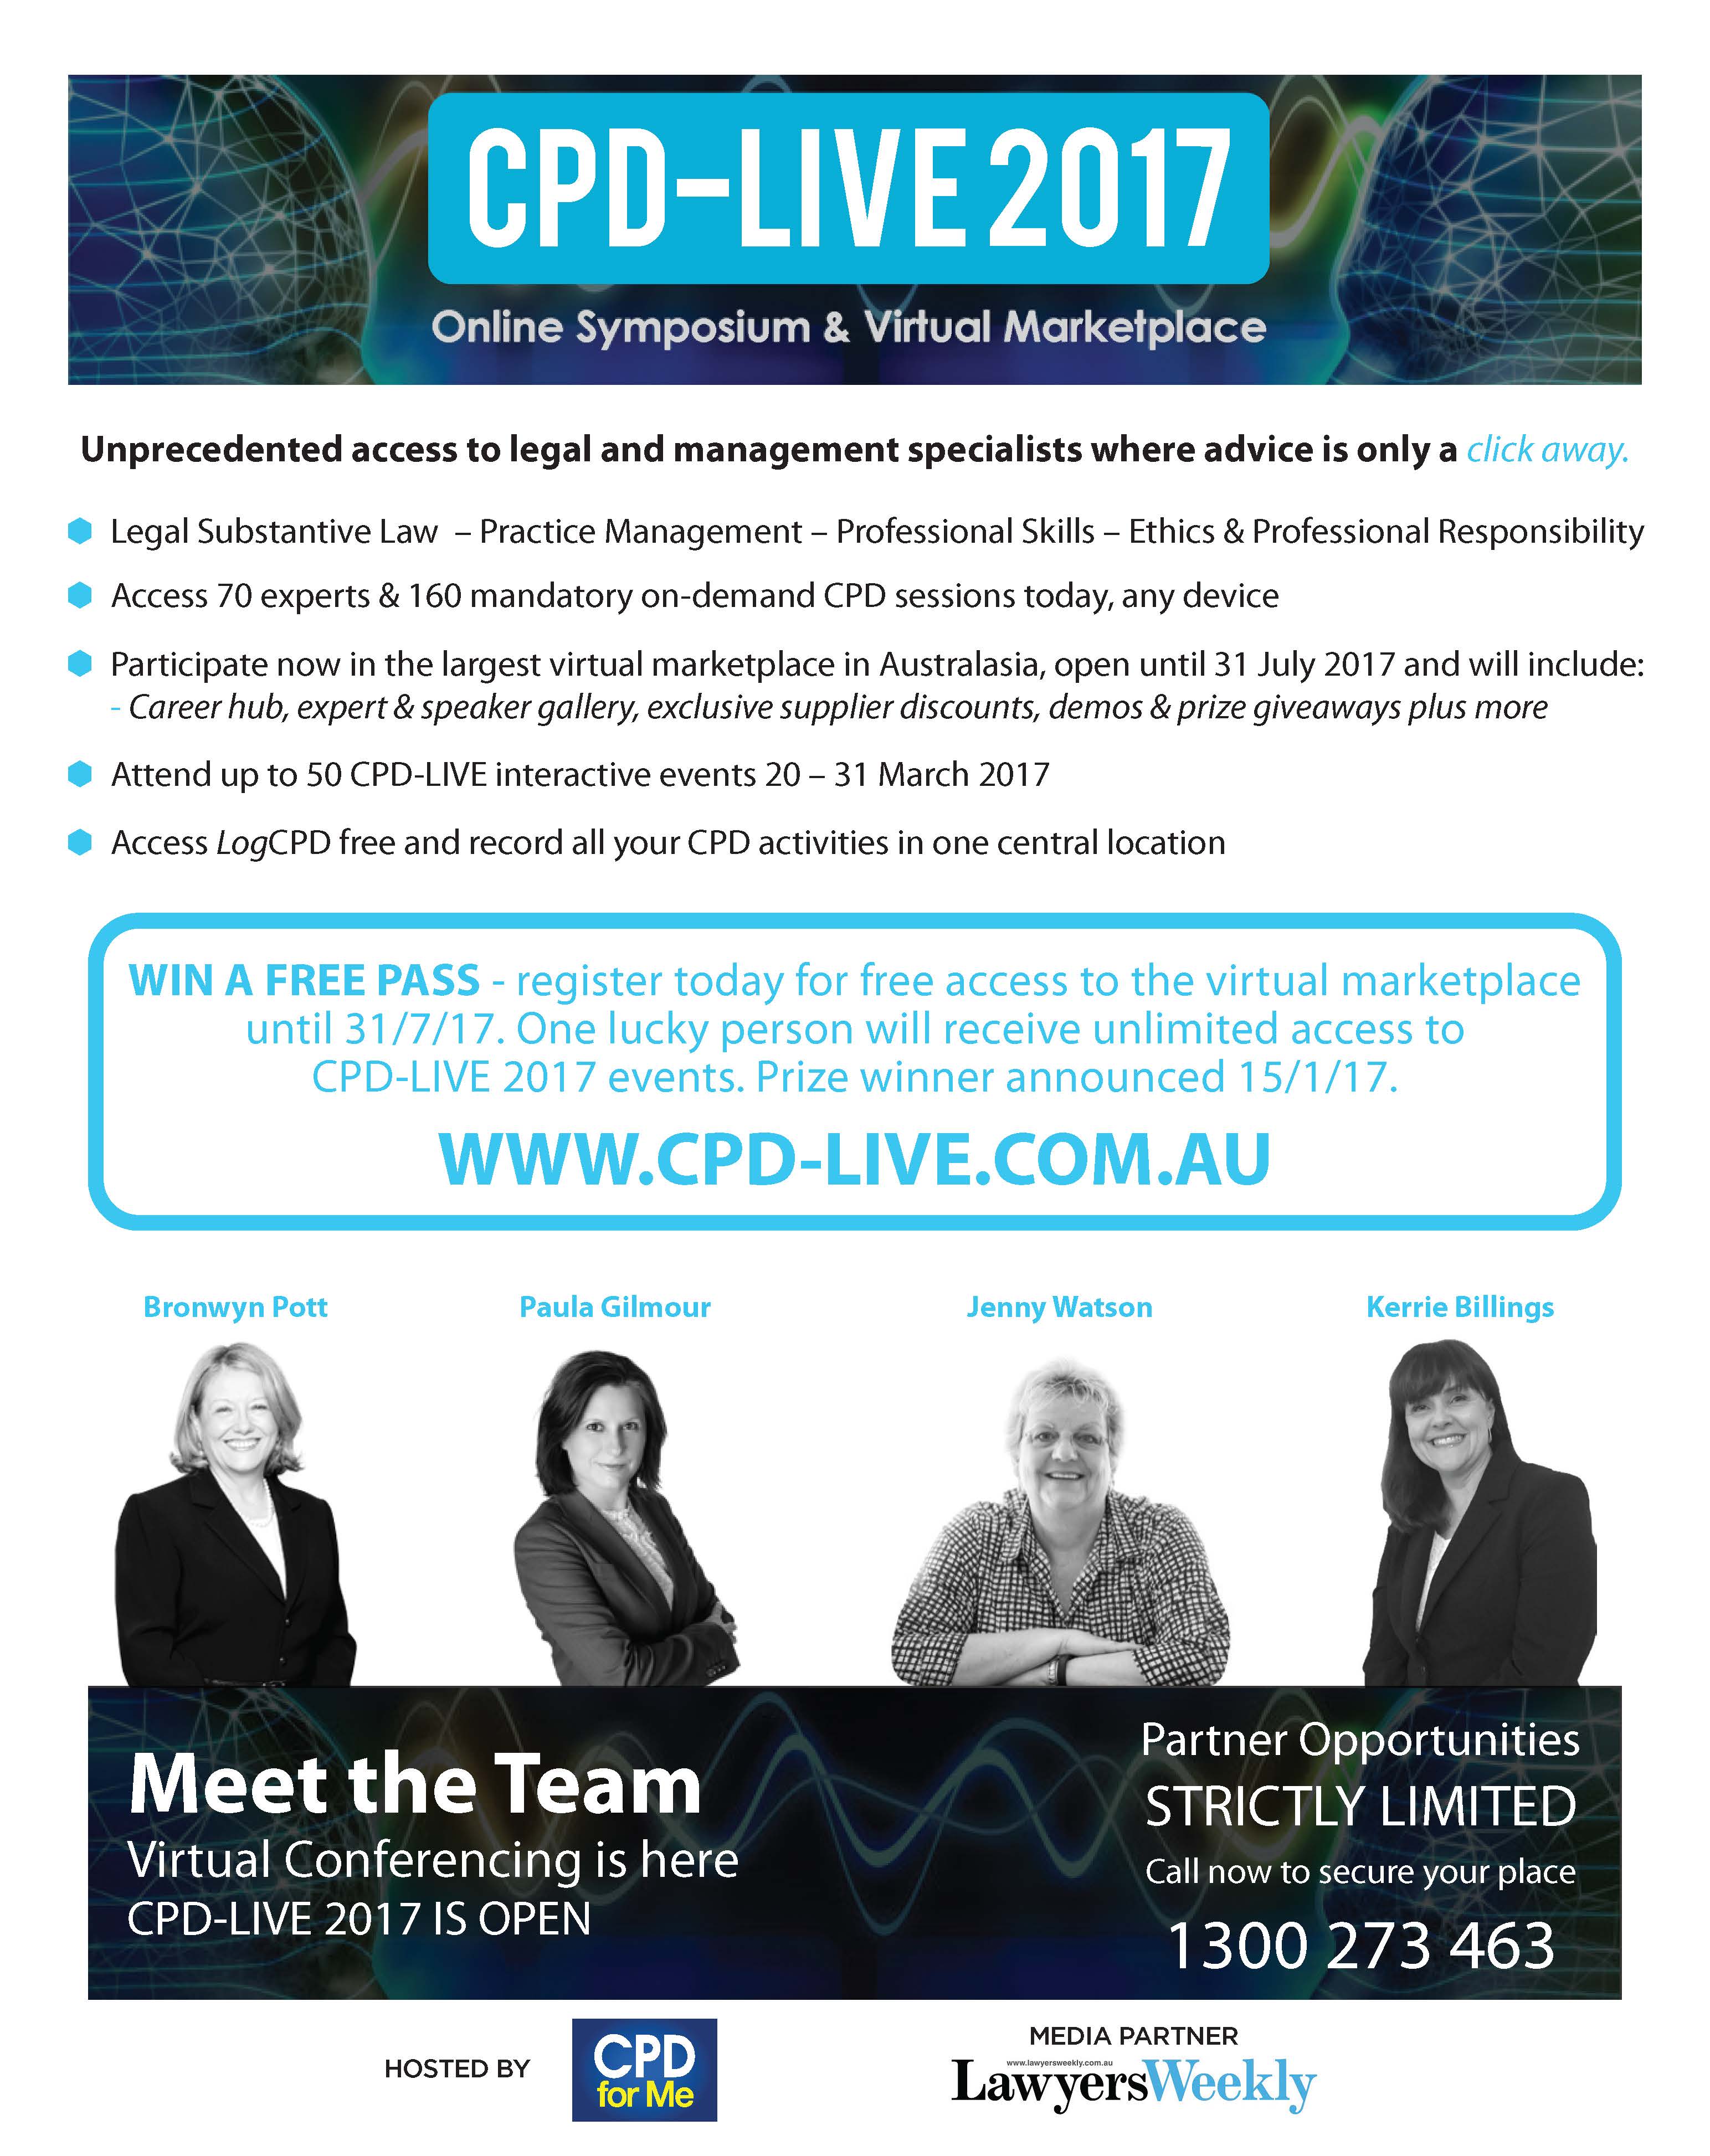 CPD-LIVE 2017
Online Symposium & Virtual Marketplace
Unprecedented access to legal and management specialists where advice is only a click away.
Legal Substantive Law – Practice Management – Professional Skills – Ethics & Professional Responsibility
Access 70 experts & 160 mandatory on-demand CPD sessions today, any device
Participate now in the largest virtual marketplace in Australasia, open until 31 July 2017 and will include:
- Career hub, expert & speaker gallery, exclusive supplier discounts, demos & prize giveaways plus more
Attend up to 50 CPD-LIVE interactive events 20 – 31 March 2017
Access LogCPD free and record all your CPD activities in one central location
WIN A FREE PASS - register today for free access to the virtual marketplace
until 31/7/17. One lucky person will receive unlimited access to
CPD-LIVE 2017 events. Prize winner announced 15/1/17.
WWW.CPD-LIVE.COM.AU
Bronwyn Pott
Paula Gilmour
Jenny Watson
Kerrie Billings
Meet the Team
Virtual Conferencing is here
CPD-LIVE 2017 IS OPEN
Partner Opportunities
STRICTLY LIMITED
Call now to secure your place
1300 273 463
HOSTED BY
CPD
for Me
MEDIA PARTNER
www.lawyersweekly.com.au
LawyersWeekly